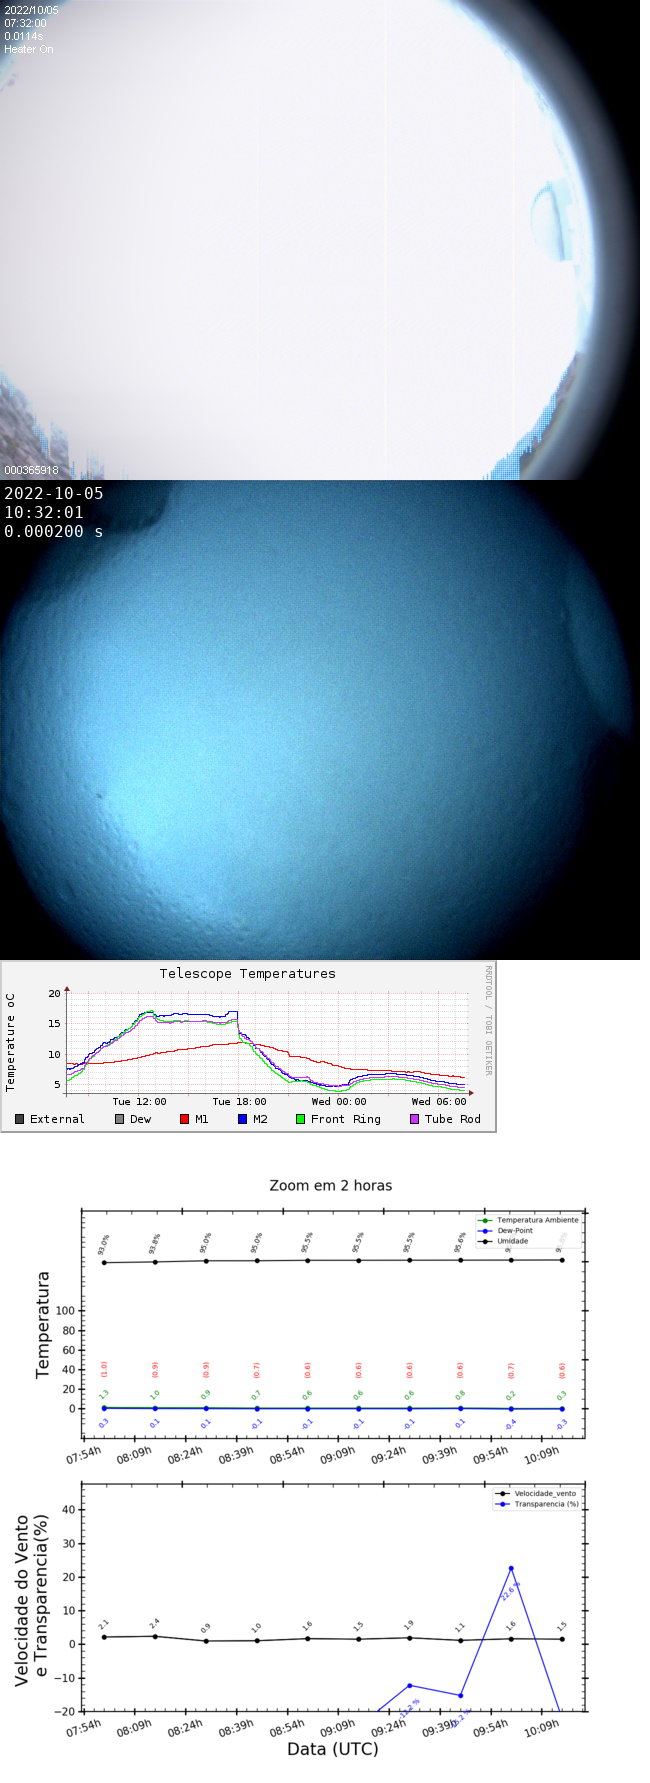 2022/10/05
07:32:00
0.0114s
Heater On
000365918
2022-10-05
10:32:01
0.000200 s
Telescope Temperatures
RRDTOOL / TOBI OETIKER
Temperature oC
20
15
10
5
Tue 12:00 Tue 18:00 Wed 00:00 Wed 06:00
External Dew M1 M2 Front Ring Tube Rod
Zoom em 2 horas
Temperatura Ambiente
Dew-Point
Umidade
93.0% 93.8% 95.0% 95.0% 95.5% 95.5% 95.5% 95.6%
Temperatura
100
80
60
40
20
0
(1.0) (0.9) (0.9) (0.7) (0.6) (0.6) (0.6) (0.6) (0.7) (0.6)
1.3 1.0 0.9 0.7 0.6 0.6 0.6 0.8 0.2 0.3
0.3 0.1 0.1 -0.1 -0.1 -0.1 -0.1 0.1 -0.4 -0.3
07:54h 08:09h 08:24h 08:39h 08:54h 09:09h 09:24h 09:39h 09:54h 10:09h
Velocidade_vento
Transparencia (%)
Velocidade do Vento
e Transparencia(%)
40
30
20
10
0
−10
−20
22.6 %
2.1 2.4 0.9 1.0 1.6 1.5 1.9 1.1 1.6 1.5
07:54h 08:09h 08:24h 08:39h 08:54h 09:09h 09:24h 09:39h 09:54h 10:09h
Data (UTC)